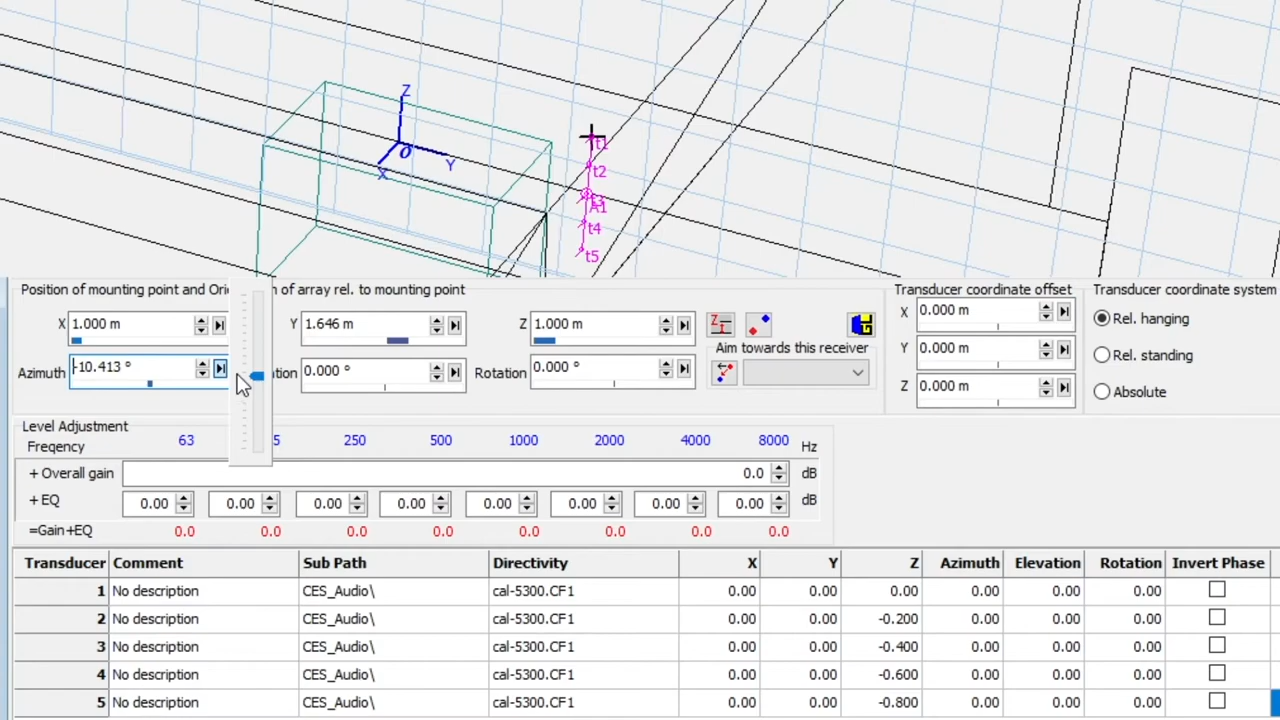 Z
O
Y
X
t1
t2
t3
A1
t4
t5
Position of mounting point and Ori n of array rel. to mounting point
Transducer coordinate offset
Transducer coordinate system
X 1.000 m
Y 1.646 m
Z 1.000 m
X 0.000 m
Rel. hanging
Aim towards this receiver
Y 0.000 m
Rel. standing
Azimuth -10.413 °
tion 0.000 °
Rotation 0.000 °
Z 0.000 m
Absolute
Level Adjustment
Freqency 63 5 250 500 1000 2000 4000 8000 Hz
+ Overall gain 0.0 dB
+ EQ 0.00 0.00 0.00 0.00 0.00 0.00 0.00 0.00 dB
=Gain+EQ 0.0 0.0 0.0 0.0 0.0 0.0 0.0 0.0
Transducer Comment Sub Path Directivity X Y Z Azimuth Elevation Rotation Invert Phase
1 No description CES_Audio\ cal-5300.CF1 0.00 0.00 0.00 0.00 0.00 0.00
2 No description CES_Audio\ cal-5300.CF1 0.00 0.00 -0.200 0.00 0.00 0.00
3 No description CES_Audio\ cal-5300.CF1 0.00 0.00 -0.400 0.00 0.00 0.00
4 No description CES_Audio\ cal-5300.CF1 0.00 0.00 -0.600 0.00 0.00 0.00
5 No description CES_Audio\ cal-5300.CF1 0.00 0.00 -0.800 0.00 0.00 0.00